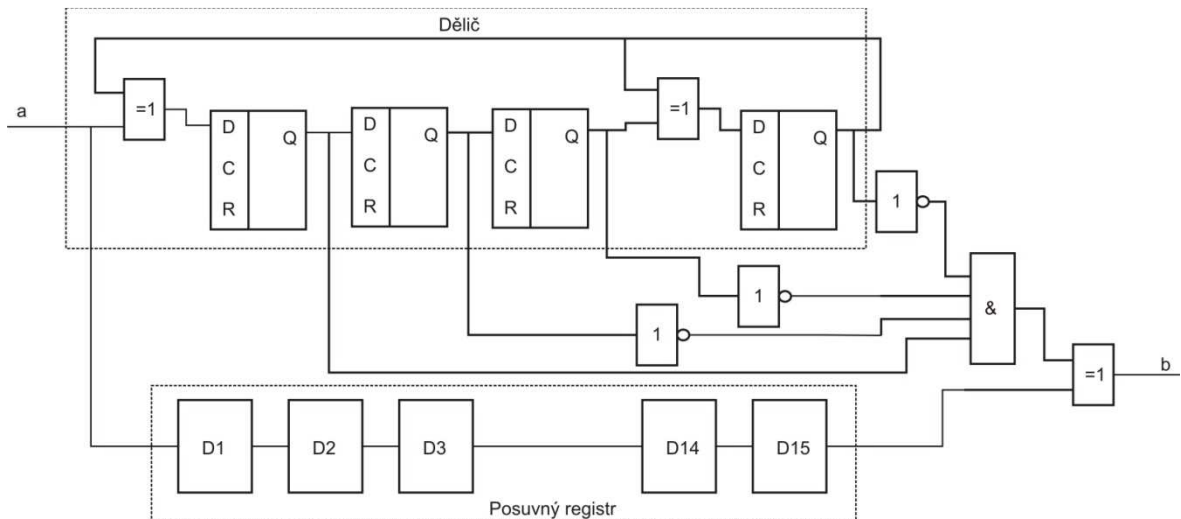 Dělič
a
=1
D
C
R
Q
D
C
R
Q
D
C
R
Q
=1
D
C
R
Q
1
1
1
&
=1
b
D1
D2
D3
D14
D15
Posuvný registr